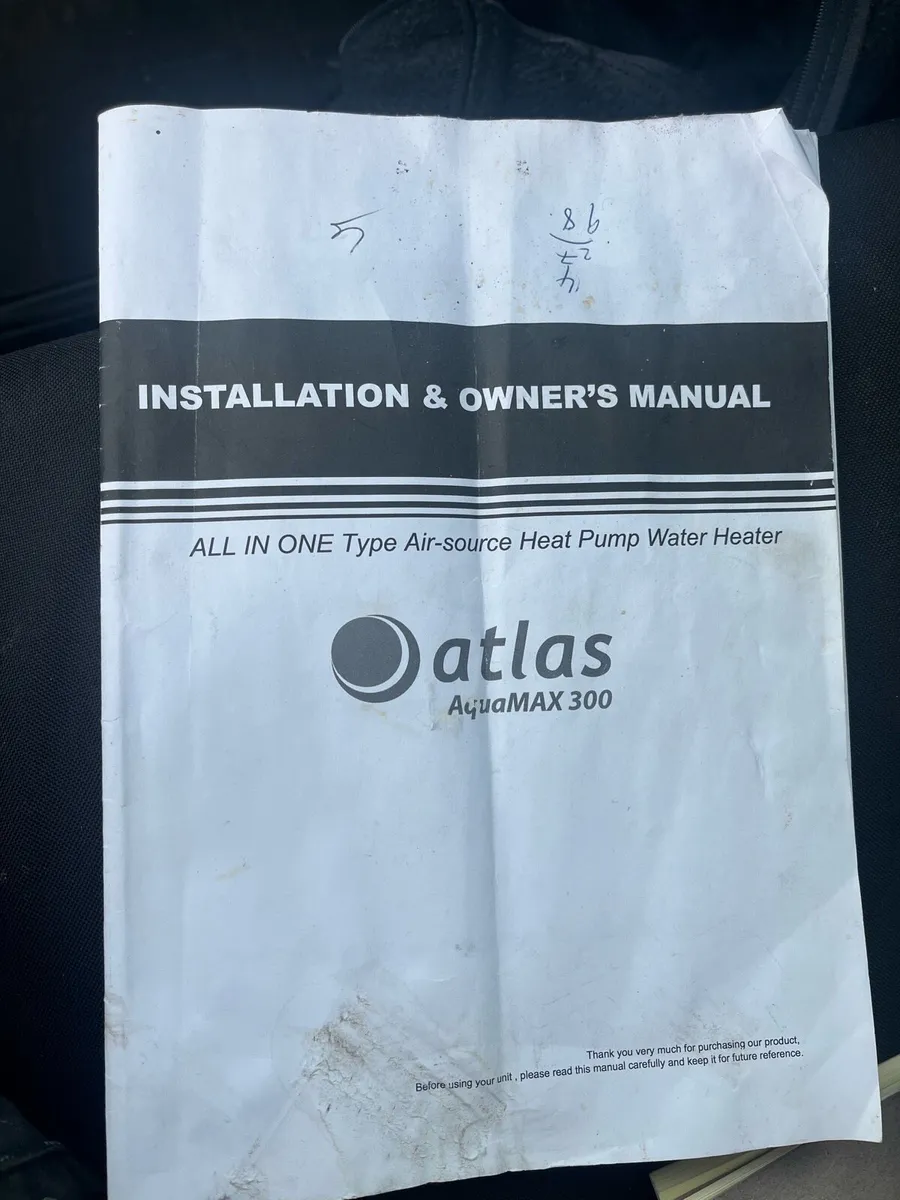 INSTALLATION & OWNER'S MANUAL
ALL IN ONE Type Air-source Heat Pump Water Heater
atlas
AquaMAX 300
Thank you very much for purchasing our product,
Before using your unit , please read this manual carefully and keep it for future reference.